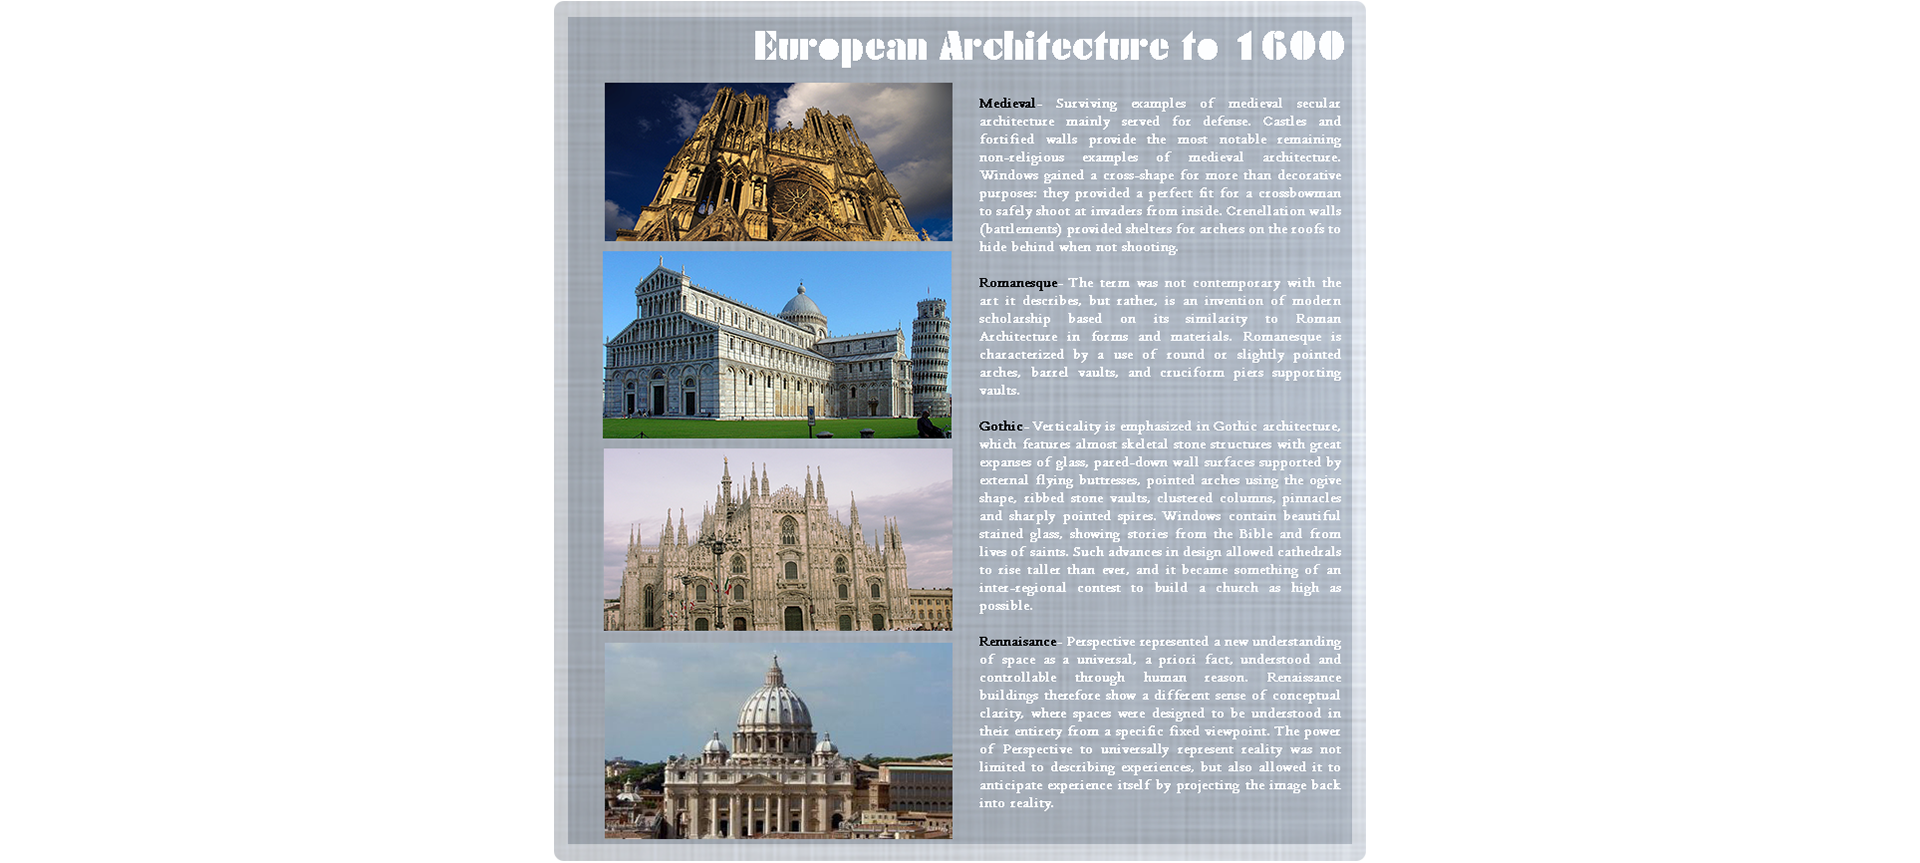 European Architecture to 1600
Medieval- Surviving examples of medieval secular
architecture mainly served for defense. Castles and
fortified walls provide the most notable remaining
non-religious examples of medieval architecture.
Windows gained a cross-shape for more than decorative
purposes: they provided a perfect fit for a crossbowman
to safely shoot at invaders from inside. Crenellation walls
(battlements) provided shelters for archers on the roofs to
hide behind when not shooting.
Romanesque- The term was not contemporary with the
art it describes, but rather, is an invention of modern
scholarship based on its similarity to Roman
Architecture in forms and materials. Romanesque is
characterized by a use of round or slightly pointed
arches, barrel vaults, and cruciform piers supporting
vaults.
Gothic- Verticality is emphasized in Gothic architecture,
which features almost skeletal stone structures with great
expanses of glass, pared-down wall surfaces supported by
external flying buttresses, pointed arches using the ogive
shape, ribbed stone vaults, clustered columns, pinnacles
and sharply pointed spires. Windows contain beautiful
stained glass, showing stories from the Bible and from
lives of saints. Such advances in design allowed cathedrals
to rise taller than ever, and it became something of an
inter-regional contest to build a church as high as
possible.
Rennaisance- Perspective represented a new understanding
of space as a universal, a priori fact, understood and
controllable through human reason. Renaissance
buildings therefore show a different sense of conceptual
clarity, where spaces were designed to be understood in
their entirety from a specific fixed viewpoint. The power
of Perspective to universally represent reality was not
limited to describing experiences, but also allowed it to
anticipate experience itself by projecting the image back
into reality.